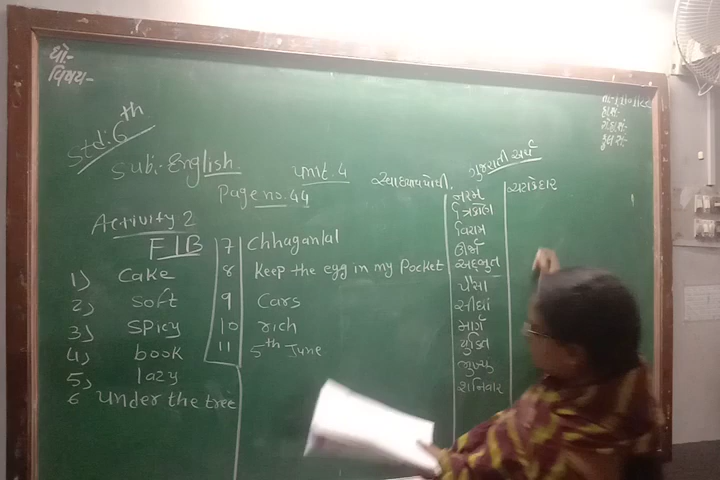 ધો:-
વિષય:-
Std: 6th
Sub:- English.
unit. 4
સ્વાધ્યાયપોથી.
Page no. 44
Activity 2
FIB
1) Cake
2) Soft
3) Spicy
4) book
5) lazy
6 Under the tree
7 Chhaganlal
8 Keep the egg in my Pocket
9 Cars
10 rich
11 5th June
ગુજરાતી અર્થ
નરમ
ત્રિકોણ
વિરામ
ઊર્જા
અદ્ભુત
પૈસા
સીધા
માર્ગ
યુક્તિ
ભૂખ્યું
શનિવાર